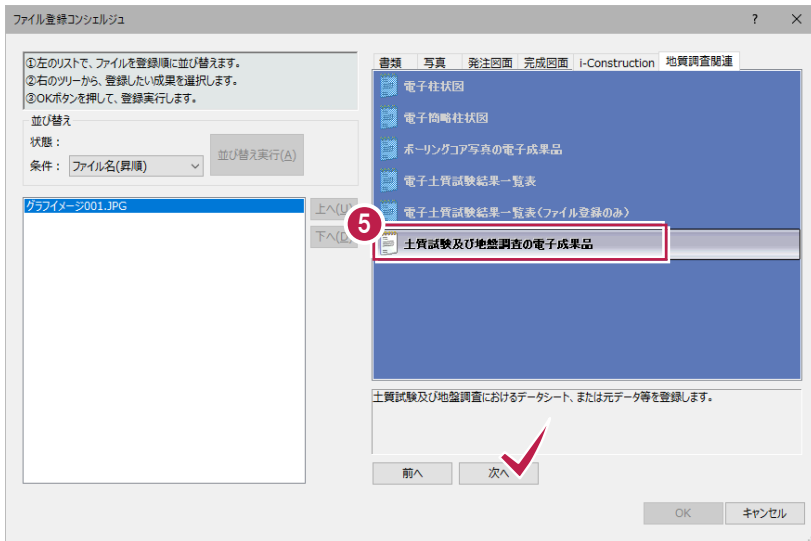 ファイル登録コンシェルジュ
? ×
①左のリストで、ファイルを登録順に並び替えます。
②右のツリーから、登録したい成果を選択します。
③OKボタンを押して、登録実行します。
並び替え
状態：
条件： ファイル名(昇順)
並び替え実行(A)
グラフイメージ001.JPG
上へ(U)
下へ(D)
書類 写真 発注図面 完成図面 i-Construction 地質調査関連
電子柱状図
電子簡略柱状図
ボーリングコア写真の電子成果品
電子土質試験結果一覧表
電子土質試験結果一覧表(ファイル登録のみ)
5
土質試験及び地盤調査の電子成果品
土質試験及び地盤調査におけるデータシート、または元データ等を登録します。
前へ 次へ
OK キャンセル